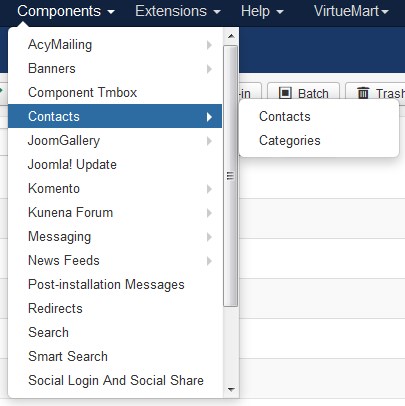 Components Extensions Help VirtueMart
AcyMailing
Banners
Component Tmbox
-in Batch Trash
Contacts
Contacts
Categories
JoomGallery
Joomla! Update
Komento
Kunena Forum
Messaging
News Feeds
Post-installation Messages
Redirects
Search
Smart Search
Social Login And Social Share